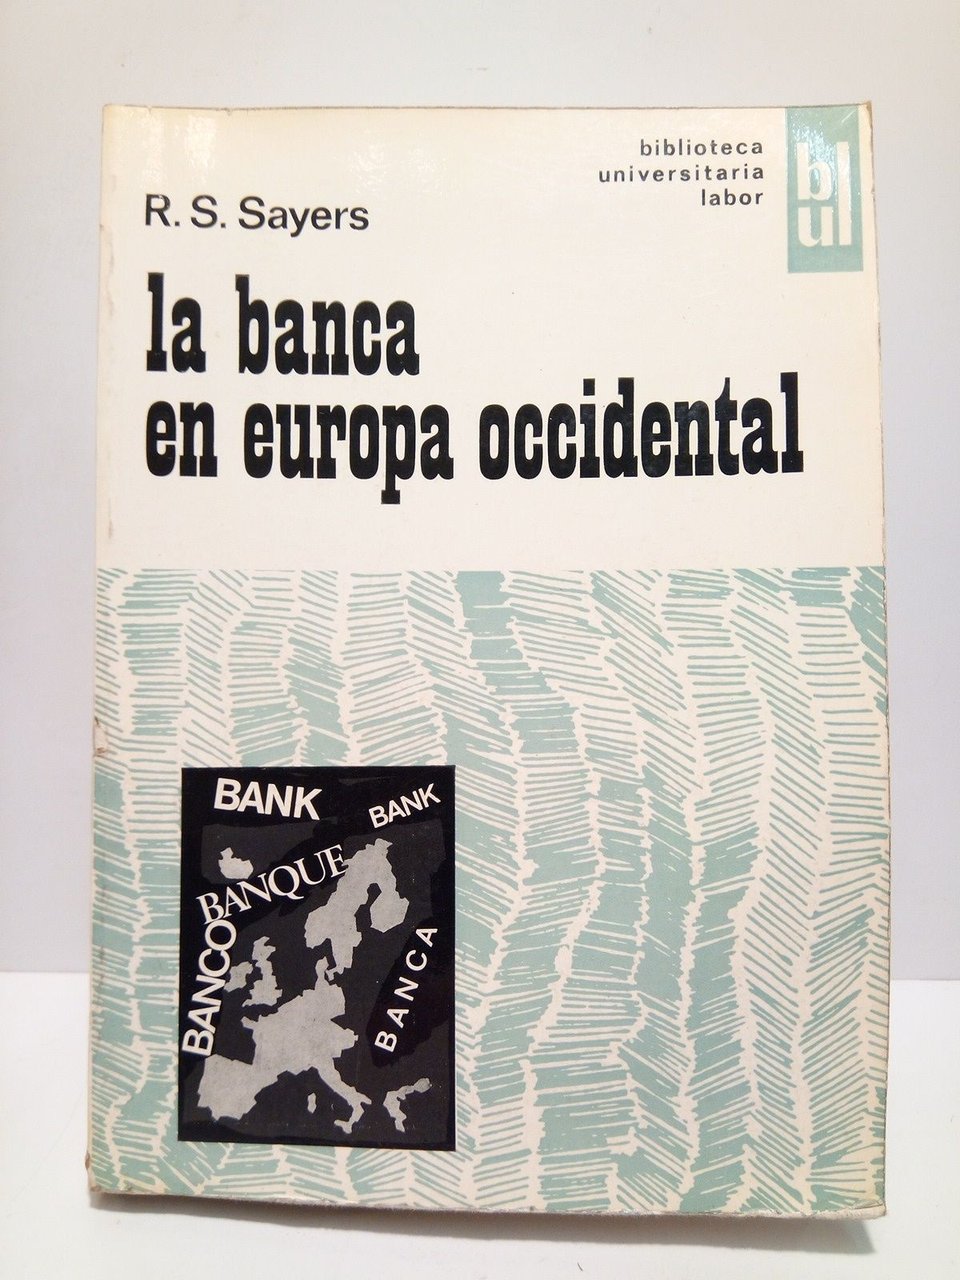 biblioteca
universitaria
labor
bl
ul
R. S. Sayers
la banca
en europa occidental
BANK
BANK
BANQUE
BANCO
BANCA